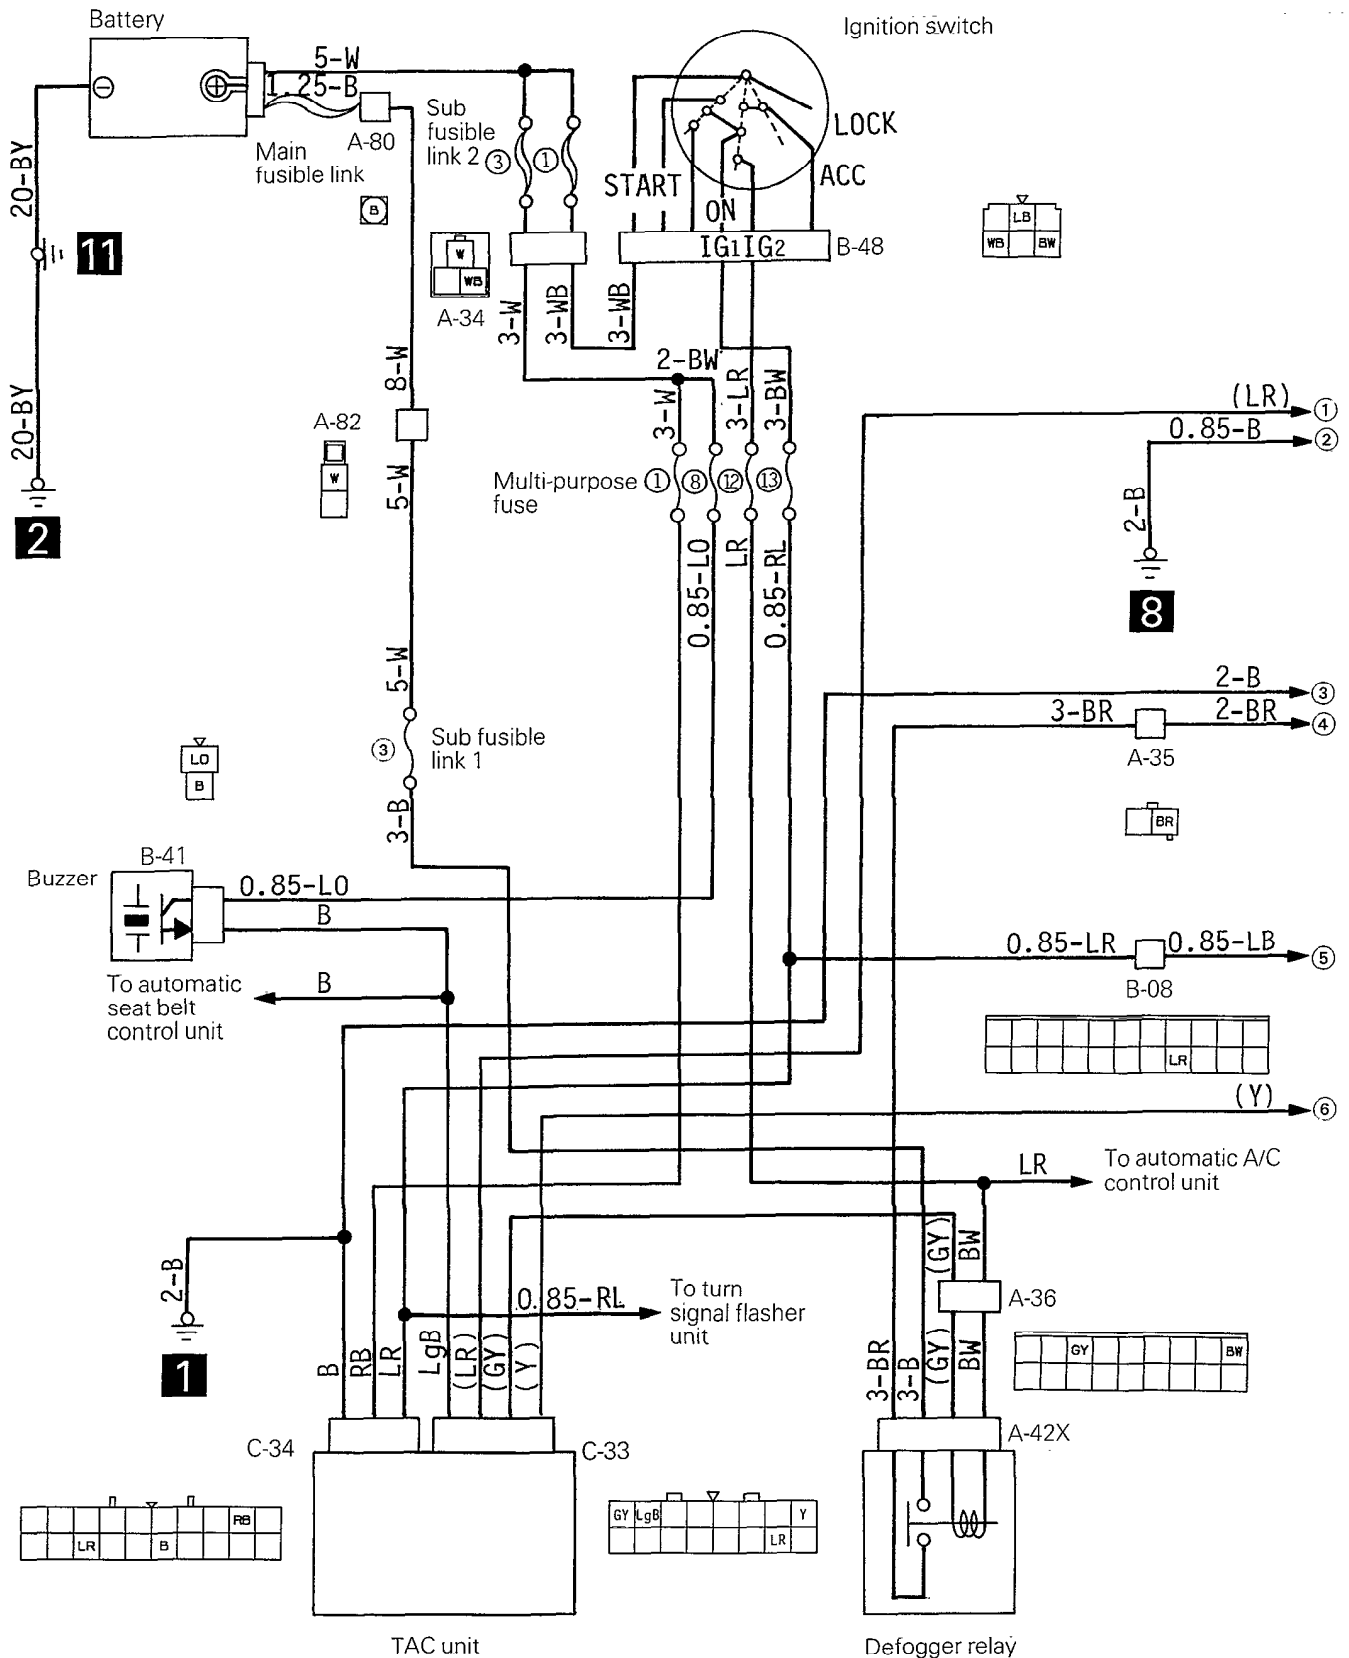 Battery
Ignition switch
5-W
1.25-B
A-80
Main
fusible link
B
Sub
fusible
link 2
③
①
LOCK
ACC
START
ON
IG1 IG2
B-48
LB
WB
BW
20-BY
11
W
WB
A-34
3-W
3-WB
3-WB
8-W
2-BW
3-W
3-LR
3-BW
(LR)
①
0.85-B
②
20-BY
A-82
W
5-W
Multi-purpose
fuse
①
⑧
⑫
⑬
2-B
2
0.85-LO
LR
0.85-RL
8
5-W
2-B
③
3-BR
2-BR
④
A-35
③
Sub fusible
link 1
LO
B
3-B
BR
B-41
Buzzer
0.85-LO
B
0.85-LR
0.85-LB
⑤
B-08
To automatic
seat belt
control unit
B
LR
(Y)
⑥
LR
To automatic A/C
control unit
2-B
(GY)
BW
0.85-RL
To turn
signal flasher
unit
A-36
1
B
RB
LR
LgB
(LR)
(GY)
(Y)
3-BR
3-B
(GY)
BW
GY
BW
C-34
C-33
A-42X
RB
LR
B
GY
LgB
Y
LR
TAC unit
Defogger relay